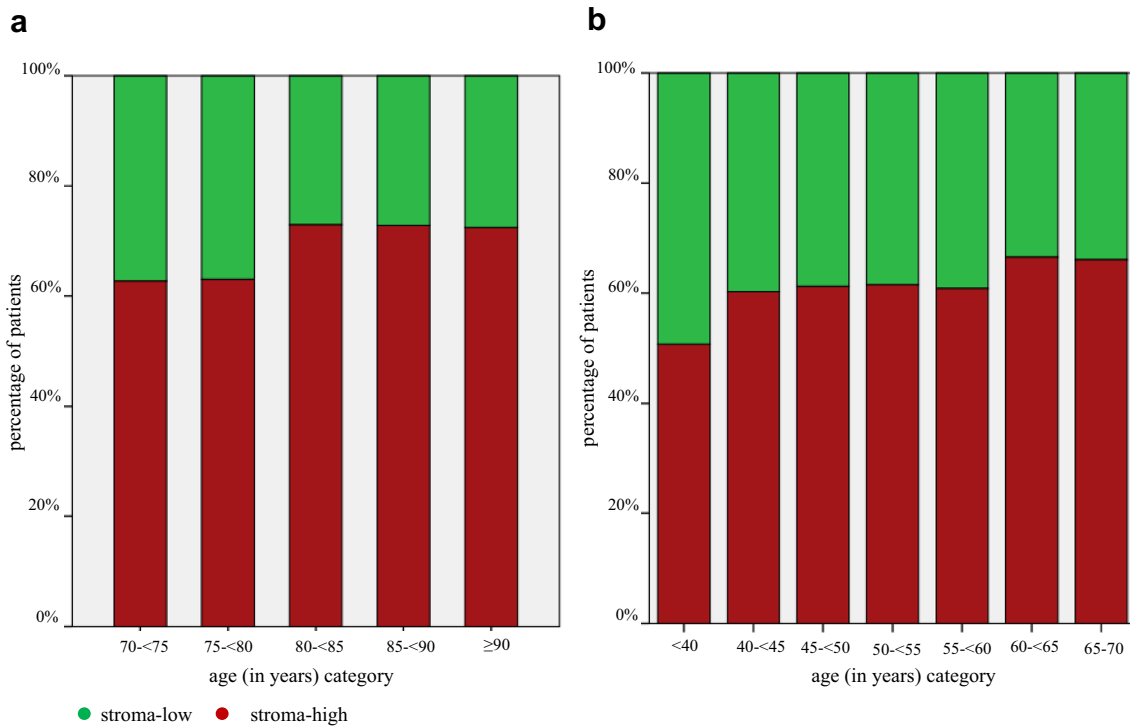 a
100%
80%
60%
40%
20%
0%
percentage of patients
70-<75 75-<80 80-<85 85-<90 ≥90
age (in years) category
stroma-low stroma-high
b
100%
80%
60%
40%
20%
0%
percentage of patients
<40 40-<45 45-<50 50-<55 55-<60 60-<65 65-70
age (in years) category